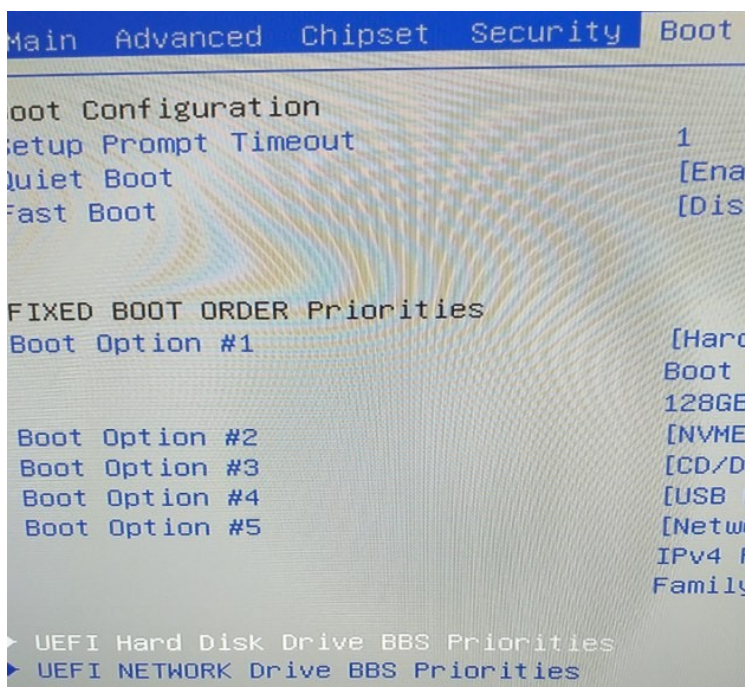 Main Advanced Chipset Security Boot
oot Configuration
etup Prompt Timeout 1
Quiet Boot [Ena
Fast Boot [Dis
FIXED BOOT ORDER Priorities
Boot Option #1 [Hard
Boot
128GB
Boot Option #2 [NVME
Boot Option #3 [CD/D
Boot Option #4 [USB
Boot Option #5 [Netw
IPv4
Family
UEFI Hard Disk Drive BBS Priorities
UEFI NETWORK Drive BBS Priorities